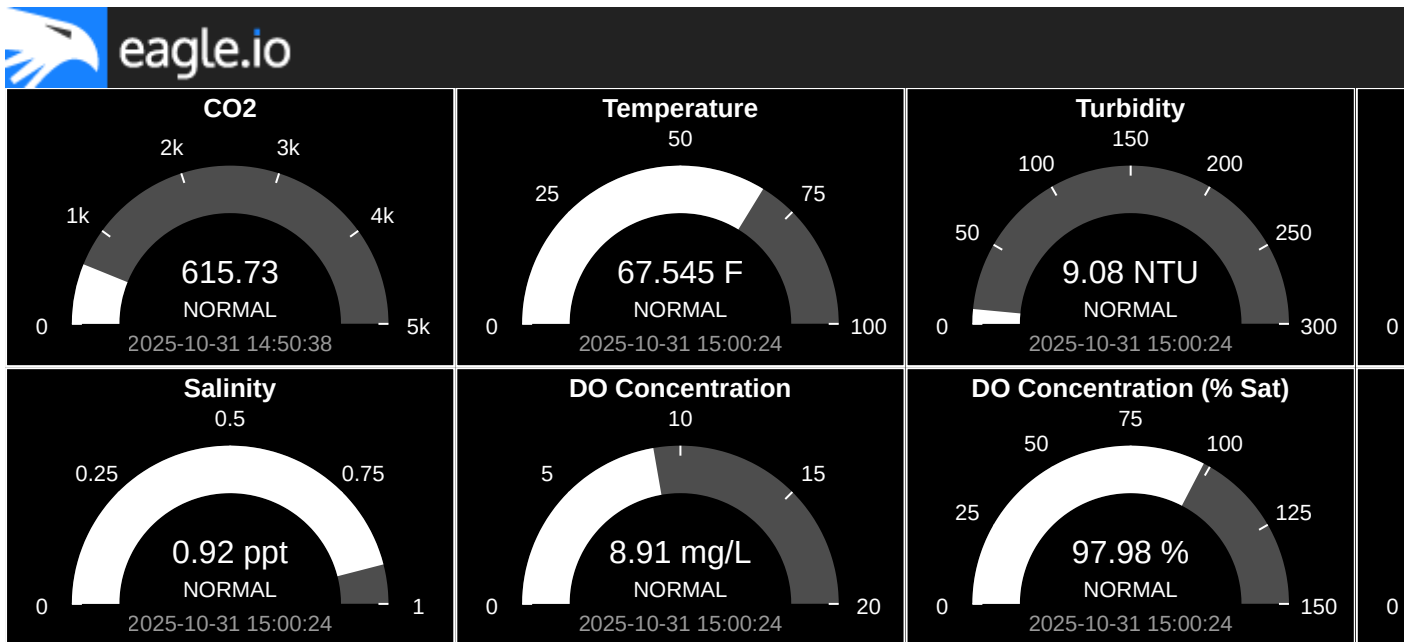 eagle.io
CO2
2k
3k
1k
4k
615.73
NORMAL
0
5k
2025-10-31 14:50:38
Temperature
50
25
75
67.545 F
NORMAL
0
100
2025-10-31 15:00:24
Turbidity
150
100
200
50
250
9.08 NTU
NORMAL
0
300
2025-10-31 15:00:24
0
Salinity
0.5
0.25
0.75
0.92 ppt
NORMAL
0
1
2025-10-31 15:00:24
DO Concentration
10
5
15
8.91 mg/L
NORMAL
0
20
2025-10-31 15:00:24
DO Concentration (% Sat)
75
50
100
25
125
97.98 %
NORMAL
0
150
2025-10-31 15:00:24
0